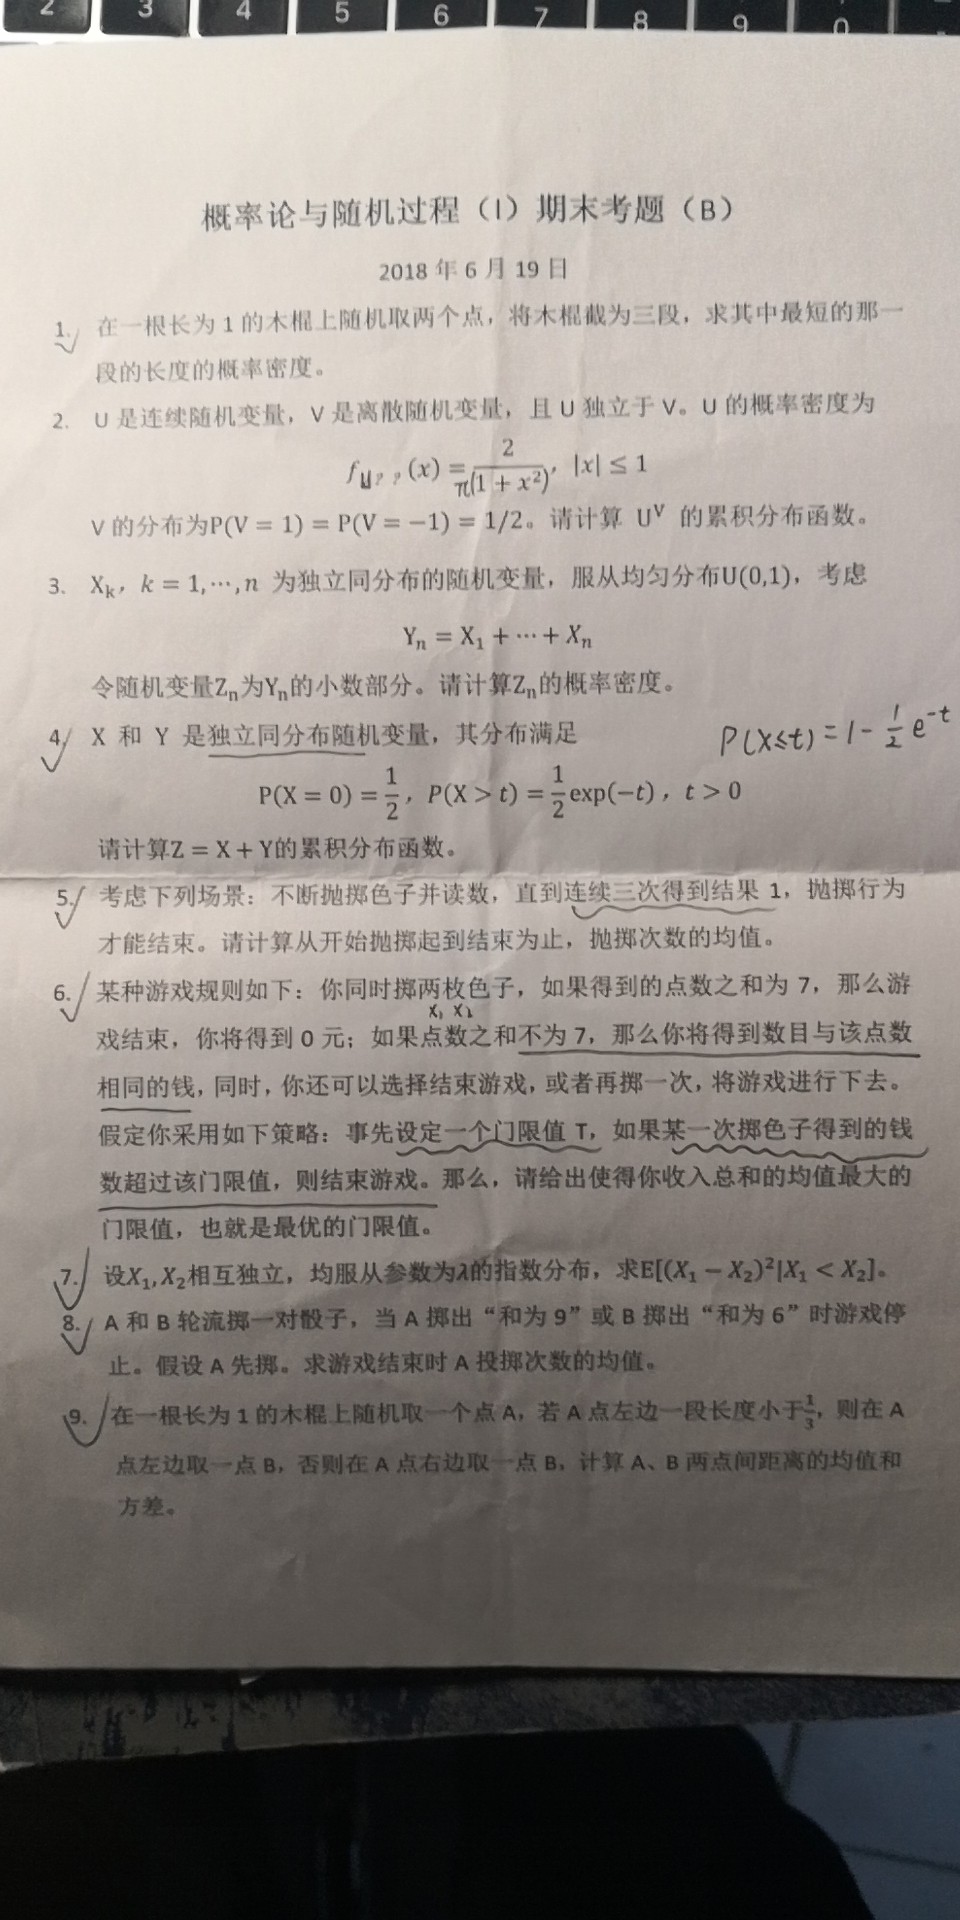 2 3 4 5 6 7 8 9 0
概率论与随机过程（I）期末考题（B）
2018 年 6 月 19 日
1. 在一根长为 1 的木棍上随机取两个点，将木棍截为三段，求其中最短的那一
段的长度的概率密度。
2. U 是连续随机变量，V 是离散随机变量，且 U 独立于 V。U 的概率密度为
f_U??(x) = 2/(π(1 + x²)), |x| ≤ 1
V 的分布为P(V = 1) = P(V = −1) = 1/2。请计算 U^V 的累积分布函数。
3. X_k，k = 1,⋯,n 为独立同分布的随机变量，服从均匀分布U(0,1)，考虑
Y_n = X_1 + ⋯ + X_n
令随机变量Z_n为Y_n的小数部分。请计算Z_n的概率密度。
4. X 和 Y 是独立同分布随机变量，其分布满足
P(X≤t) = 1 - 1/2 e^{-t}
P(X = 0) = 1/2，P(X > t) = 1/2 exp(−t)，t > 0
请计算Z = X + Y的累积分布函数。
5. 考虑下列场景：不断抛掷色子并读数，直到连续三次得到结果 1，抛掷行为
才能结束。请计算从开始抛掷起到结束为止，抛掷次数的均值。
6. 某种游戏规则如下：你同时掷两枚色子，如果得到的点数之和为 7，那么游
X₁ X₂
戏结束，你将得到 0 元；如果点数之和不为 7，那么你将得到数目与该点数
相同的钱，同时，你还可以选择结束游戏，或者再掷一次，将游戏进行下去。
假定你采用如下策略：事先设定一个门限值 T，如果某一次掷色子得到的钱
数超过该门限值，则结束游戏。那么，请给出使得你收入总和的均值最大的
门限值，也就是最优的门限值。
7. 设X_1,X_2相互独立，均服从参数为λ的指数分布，求E[(X_1 − X_2)²|X_1 < X_2]。
8. A 和 B 轮流掷一对骰子，当 A 掷出“和为 9”或 B 掷出“和为 6”时游戏停
止。假设 A 先掷。求游戏结束时 A 投掷次数的均值。
9. 在一根长为 1 的木棍上随机取一个点 A，若 A 点左边一段长度小于1/3，则在 A
点左边取一点 B，否则在 A 点右边取一点 B，计算 A、B 两点间距离的均值和
方差。